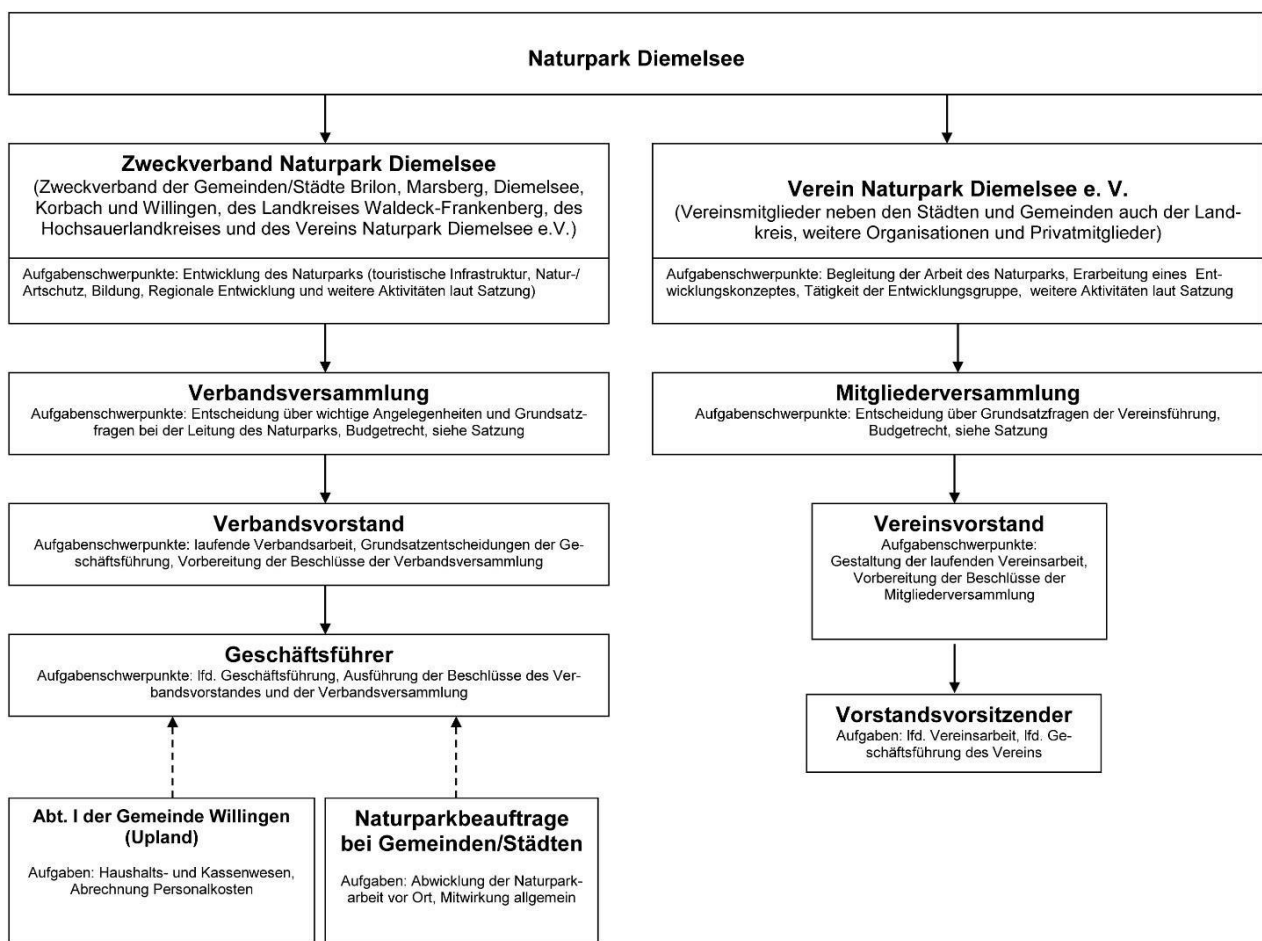 Naturpark Diemelsee
Zweckverband Naturpark Diemelsee
(Zweckverband der Gemeinden/Städte Brilon, Marsberg, Diemelsee,
Korbach und Willingen, des Landkreises Waldeck-Frankenberg, des
Hochsauerlandkreises und des Vereins Naturpark Diemelsee e.V.)
Aufgabenschwerpunkte: Entwicklung des Naturparks (touristische Infrastruktur, Natur-/
Artschutz, Bildung, Regionale Entwicklung und weitere Aktivitäten laut Satzung)
Verein Naturpark Diemelsee e. V.
(Vereinsmitglieder neben den Städten und Gemeinden auch der Land-
kreis, weitere Organisationen und Privatmitglieder)
Aufgabenschwerpunkte: Begleitung der Arbeit des Naturparks, Erarbeitung eines Ent-
wicklungskonzeptes, Tätigkeit der Entwicklungsgruppe, weitere Aktivitäten laut Satzung
Verbandsversammlung
Aufgabenschwerpunkte: Entscheidung über wichtige Angelegenheiten und Grundsatz-
fragen bei der Leitung des Naturparks, Budgetrecht, siehe Satzung
Mitgliederversammlung
Aufgabenschwerpunkte: Entscheidung über Grundsatzfragen der Vereinsführung,
Budgetrecht, siehe Satzung
Verbandsvorstand
Aufgabenschwerpunkte: laufende Verbandsarbeit, Grundsatzentscheidungen der Ge-
schäftsführung, Vorbereitung der Beschlüsse der Verbandsversammlung
Vereinsvorstand
Aufgabenschwerpunkte:
Gestaltung der laufenden Vereinsarbeit,
Vorbereitung der Beschlüsse der
Mitgliederversammlung
Geschäftsführer
Aufgabenschwerpunkte: lfd. Geschäftsführung, Ausführung der Beschlüsse des Ver-
bandsvorstandes und der Verbandsversammlung
Vorstandsvorsitzender
Aufgaben: lfd. Vereinsarbeit, lfd. Ge-
schäftsführung des Vereins
Abt. I der Gemeinde Willingen
(Upland)
Aufgaben: Haushalts- und Kassenwesen,
Abrechnung Personalkosten
Naturparkbeauftrage
bei Gemeinden/Städten
Aufgaben: Abwicklung der Naturpark-
arbeit vor Ort, Mitwirkung allgemein